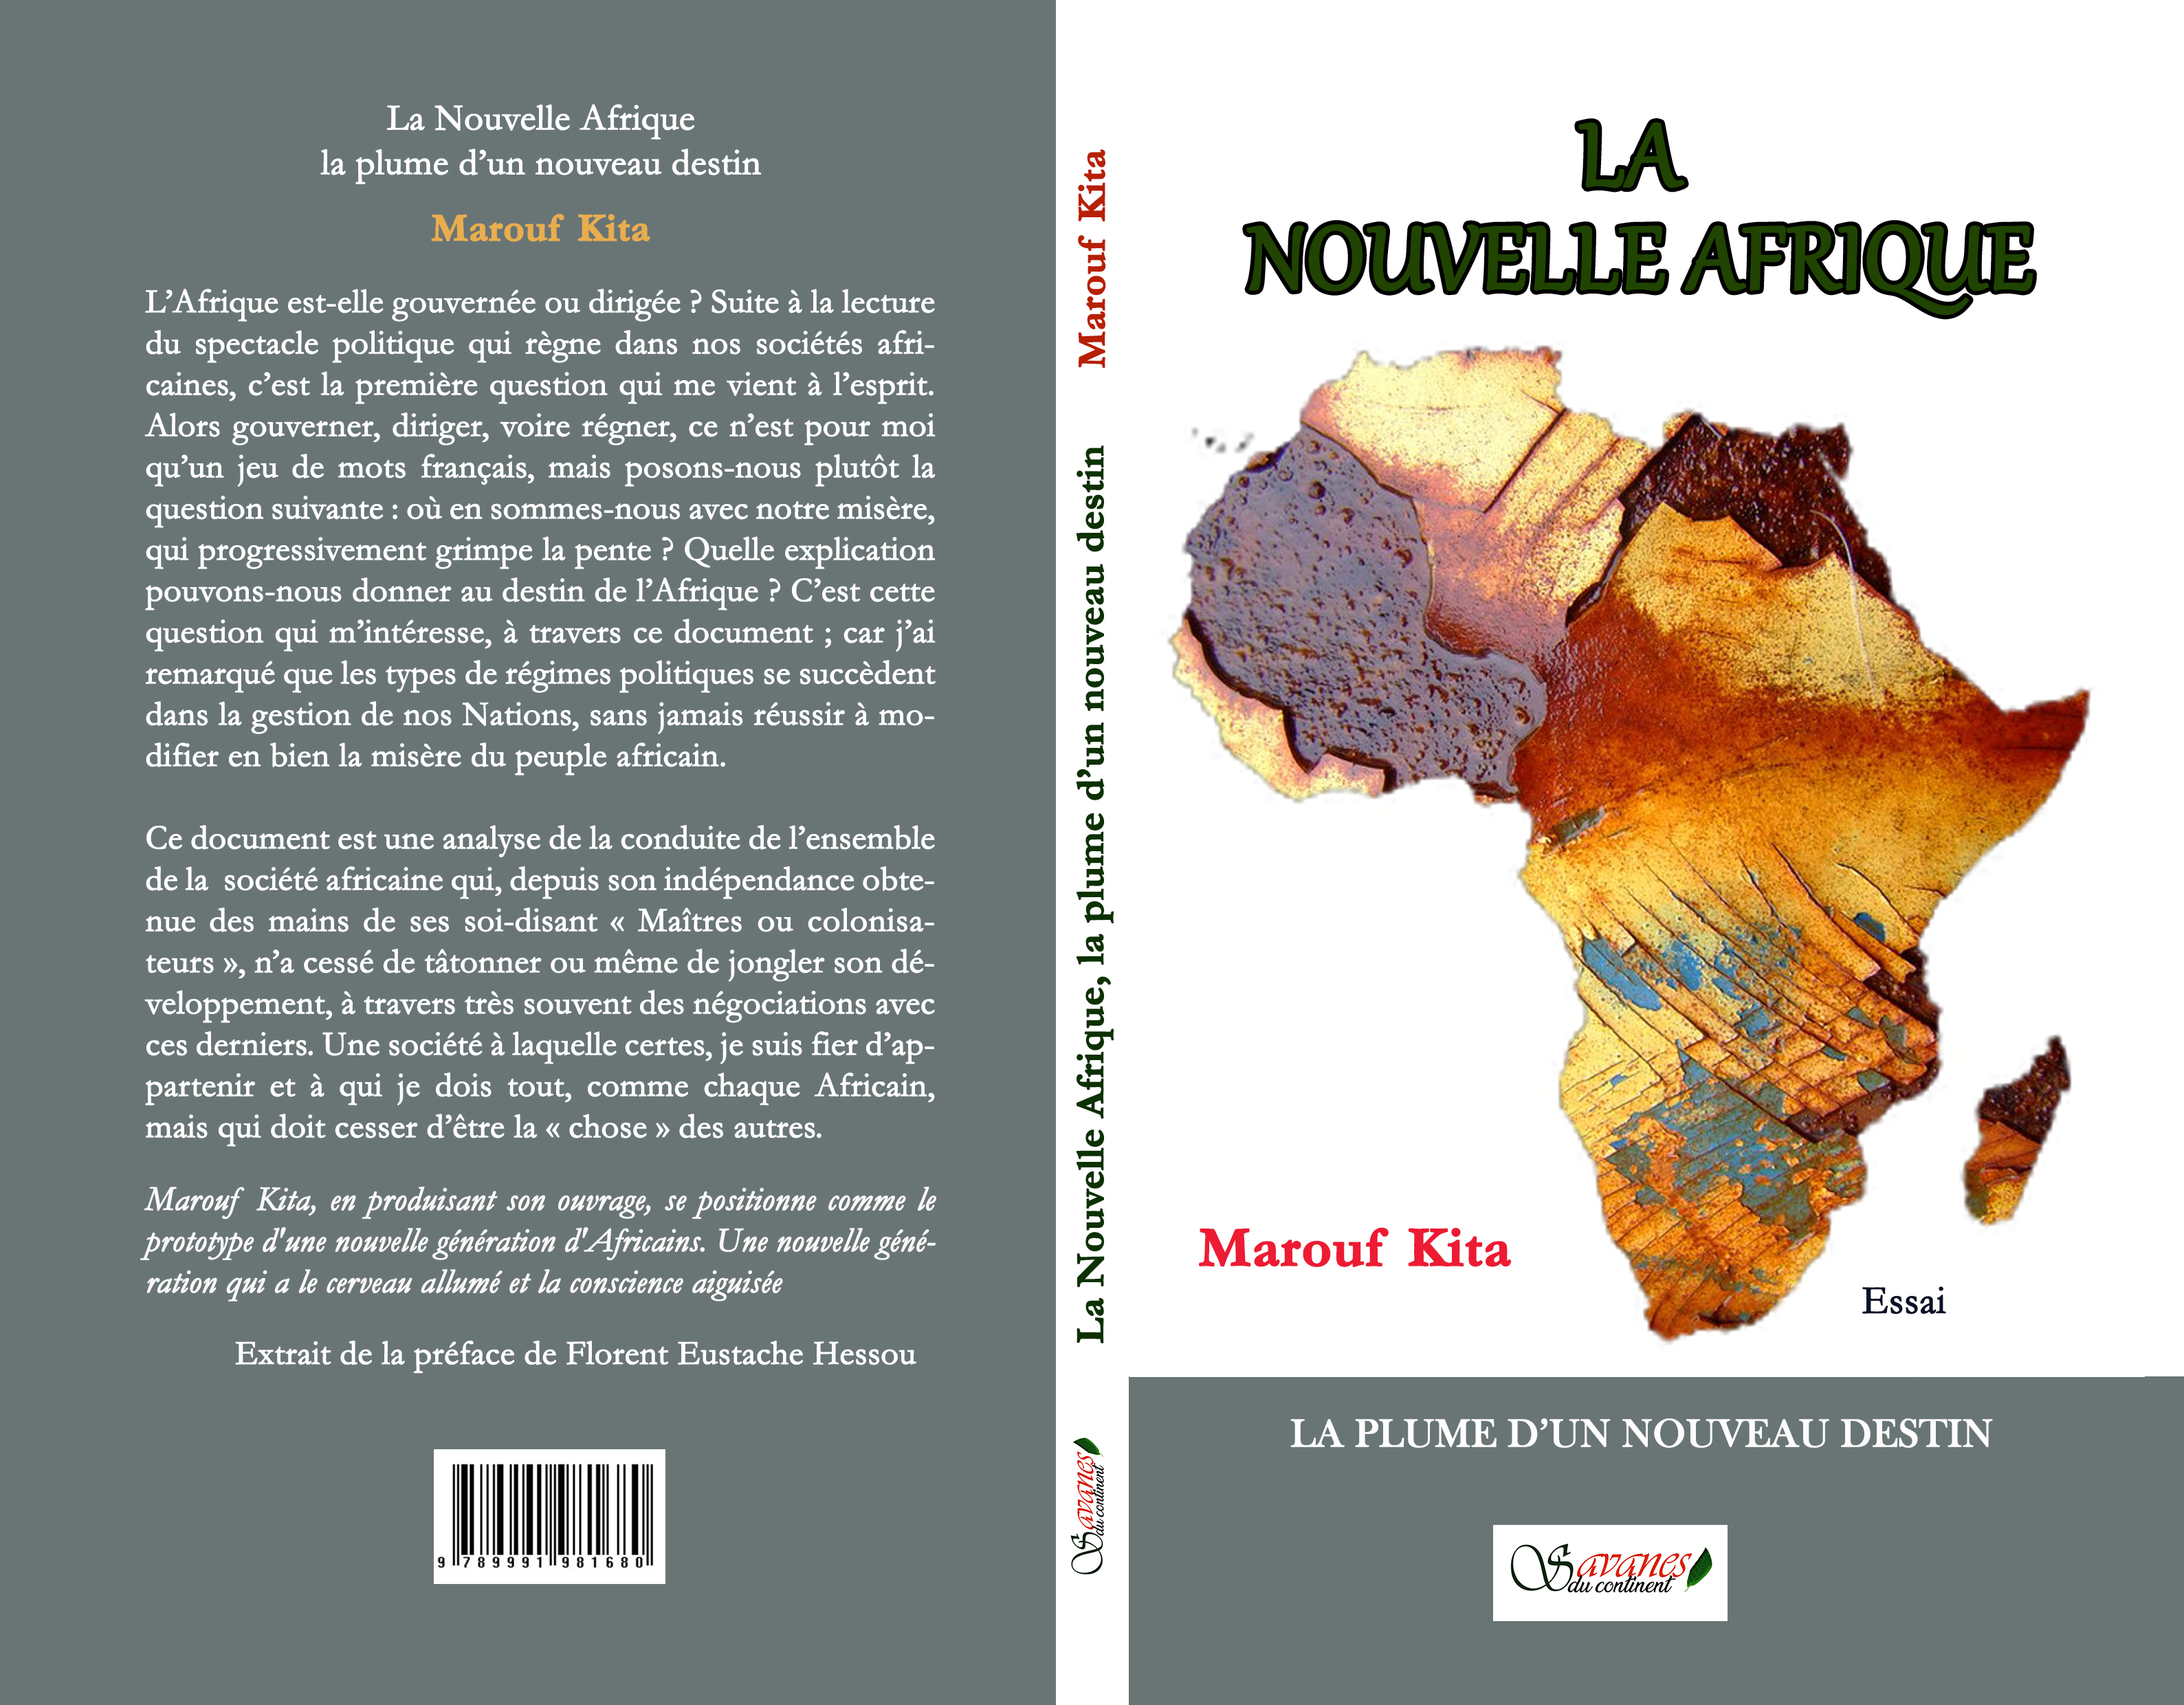 La Nouvelle Afrique
la plume d’un nouveau destin
Marouf Kita
L’Afrique est-elle gouvernée ou dirigée ? Suite à la lecture
du spectacle politique qui règne dans nos sociétés afri-
caines, c’est la première question qui me vient à l’esprit.
Alors gouverner, diriger, voire régner, ce n’est pour moi
qu’un jeu de mots français, mais posons-nous plutôt la
question suivante : où en sommes-nous avec notre misère,
qui progressivement grimpe la pente ? Quelle explication
pouvons-nous donner au destin de l’Afrique ? C’est cette
question qui m’intéresse, à travers ce document ; car j’ai
remarqué que les types de régimes politiques se succèdent
dans la gestion de nos Nations, sans jamais réussir à mo-
difier en bien la misère du peuple africain.
Ce document est une analyse de la conduite de l’ensemble
de la société africaine qui, depuis son indépendance obte-
nue des mains de ses soi-disant « Maîtres ou colonisa-
teurs », n’a cessé de tâtonner ou même de jongler son dé-
veloppement, à travers très souvent des négociations avec
ces derniers. Une société à laquelle certes, je suis fier d’ap-
partenir et à qui je dois tout, comme chaque Africain,
mais qui doit cesser d’être la « chose » des autres.
Marouf Kita, en produisant son ouvrage, se positionne comme le
prototype d'une nouvelle génération d'Africains. Une nouvelle géné-
ration qui a le cerveau allumé et la conscience aiguisée
Extrait de la préface de Florent Eustache Hessou
9 789991 981680
La Nouvelle Afrique, la plume d’un nouveau destin Marouf Kita
Savanes
du continent
LA
NOUVELLE AFRIQUE
Marouf Kita
Essai
LA PLUME D’UN NOUVEAU DESTIN
Savanes
du continent